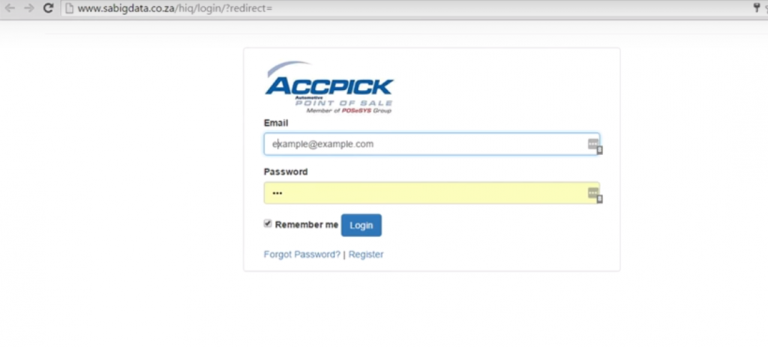 www.sabigdata.co.za/hiq/login/?redirect=
ACCPICK
Automotive
POINT OF SALE
Member of POSaSYS Group
Email
example@example.com
Password
•••
Remember me Login
Forgot Password? | Register